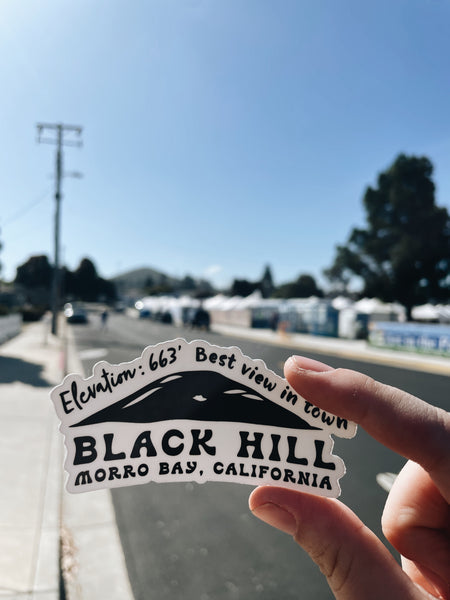 Elevation: 663' Best view in town
BLACK HILL
MORRO BAY, CALIFORNIA